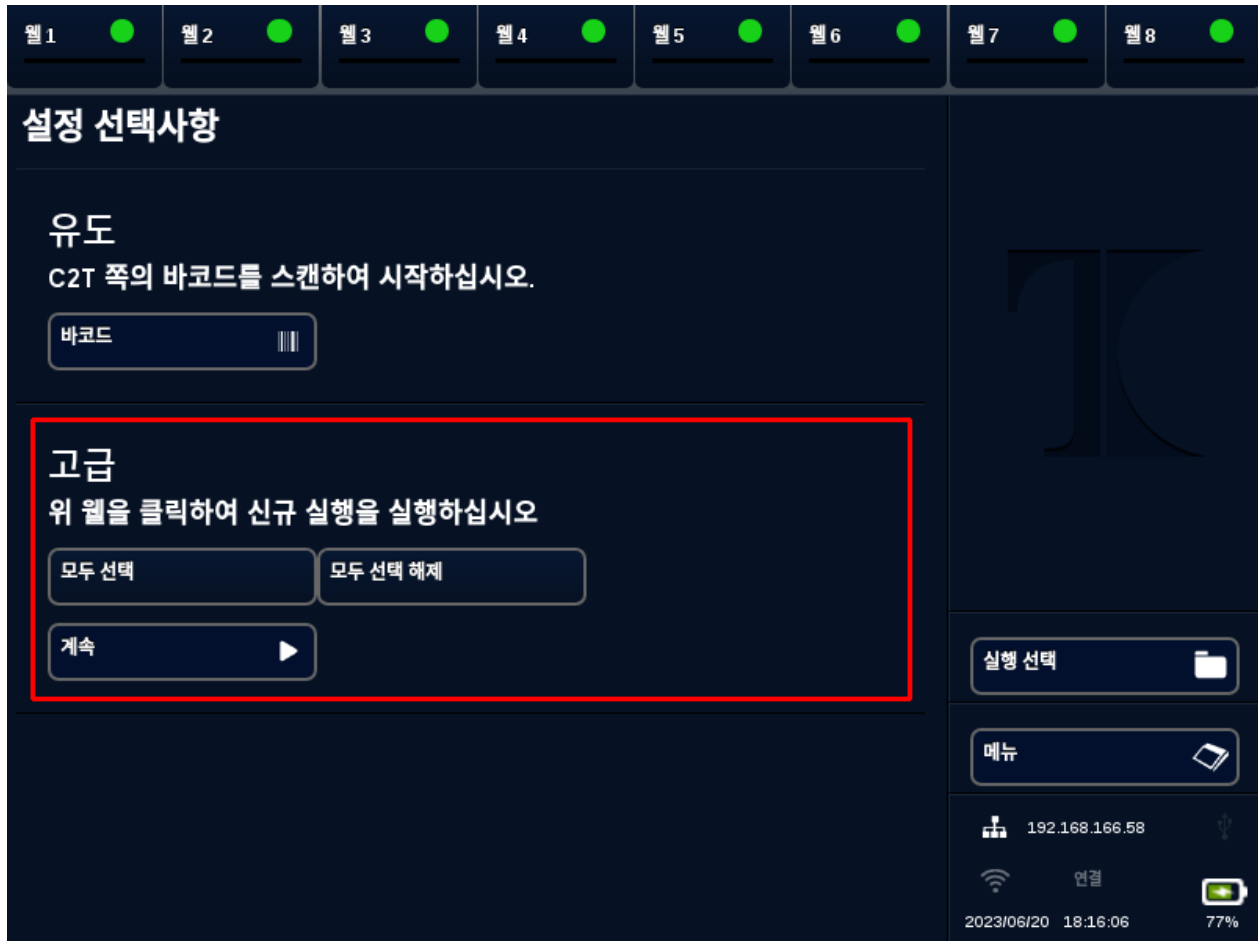 웰1 웰2 웰3 웰4 웰5 웰6 웰7 웰8
설정 선택사항
유도
C2T 쪽의 바코드를 스캔하여 시작하십시오.
바코드
고급
위 웰을 클릭하여 신규 실행을 실행하십시오
모두 선택 모두 선택 해제
계속
실행 선택
메뉴
192.168.166.58
연결
2023/06/20 18:16:06 77%